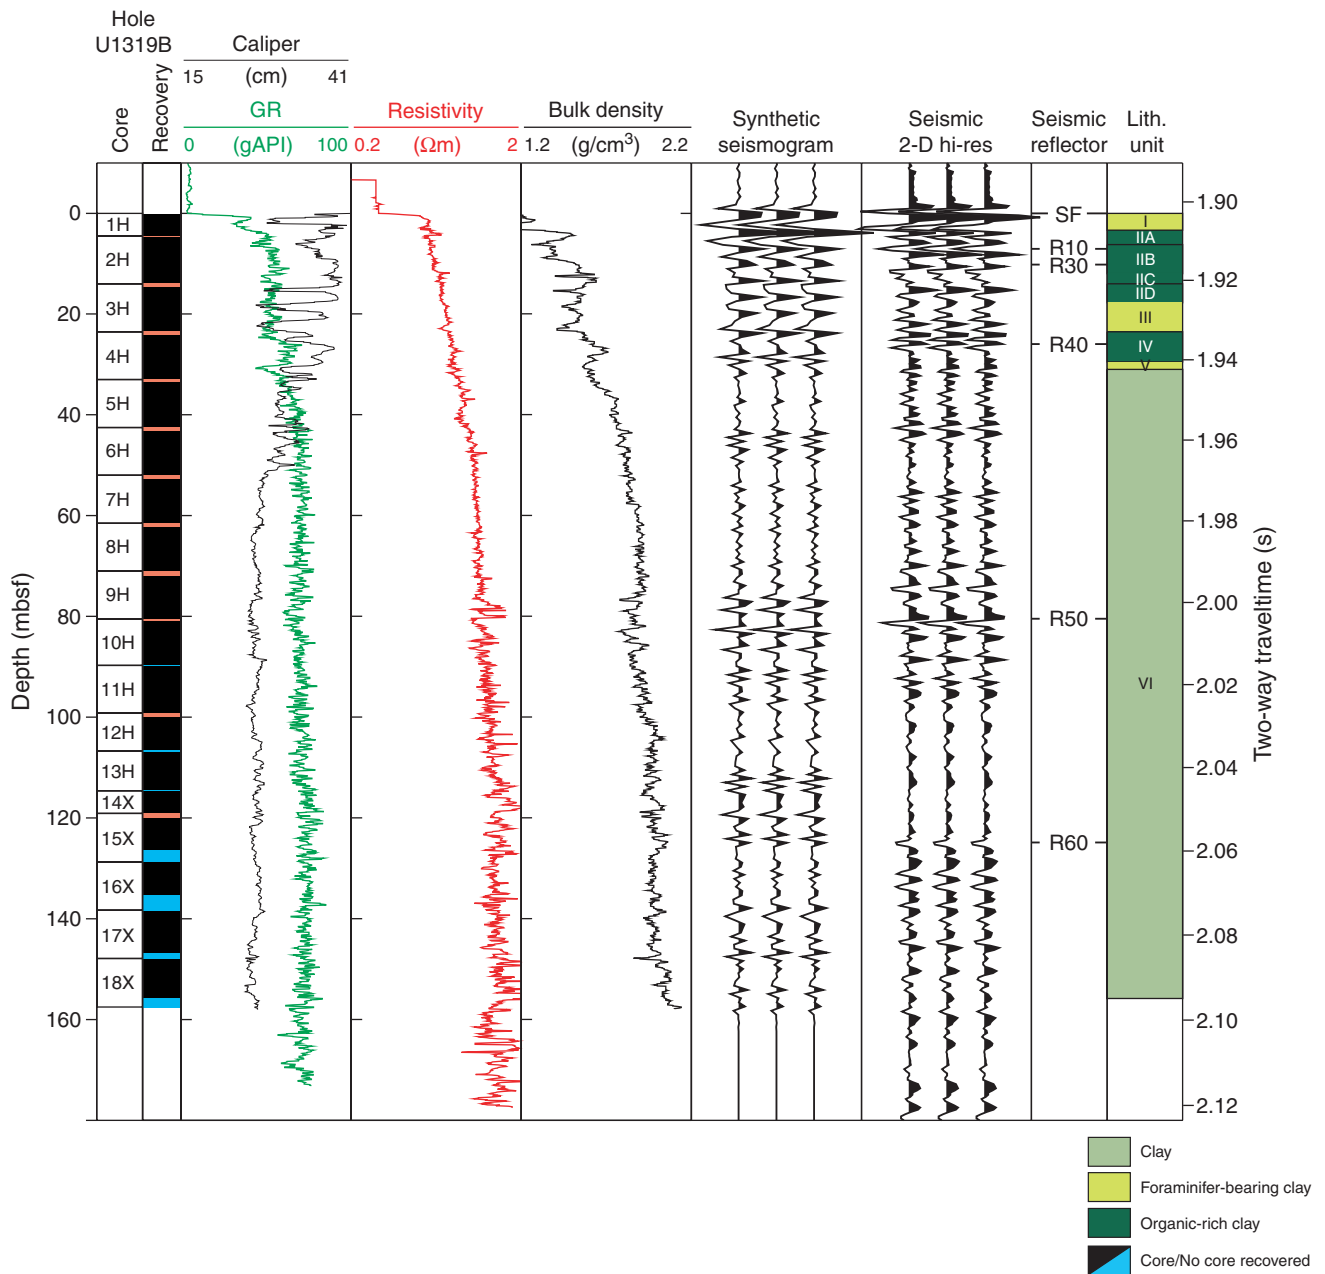 Hole
U1319B
Core
Recovery
Caliper
15 (cm) 41
GR
0 (gAPI) 100
Resistivity
0.2 (Ωm) 2
Bulk density
1.2 (g/cm³) 2.2
Synthetic
seismogram
Seismic
2-D hi-res
Seismic
reflector
Lith.
unit
Depth (mbsf)
0
20
40
60
80
100
120
140
160
1H
2H
3H
4H
5H
6H
7H
8H
9H
10H
11H
12H
13H
14X
15X
16X
17X
18X
SF
R10
R30
R40
R50
R60
I
IIA
IIB
IIC
IID
III
IV
V
VI
1.90
1.92
1.94
1.96
1.98
2.00
2.02
2.04
2.06
2.08
2.10
2.12
Two-way traveltime (s)
Clay
Foraminifer-bearing clay
Organic-rich clay
Core/No core recovered